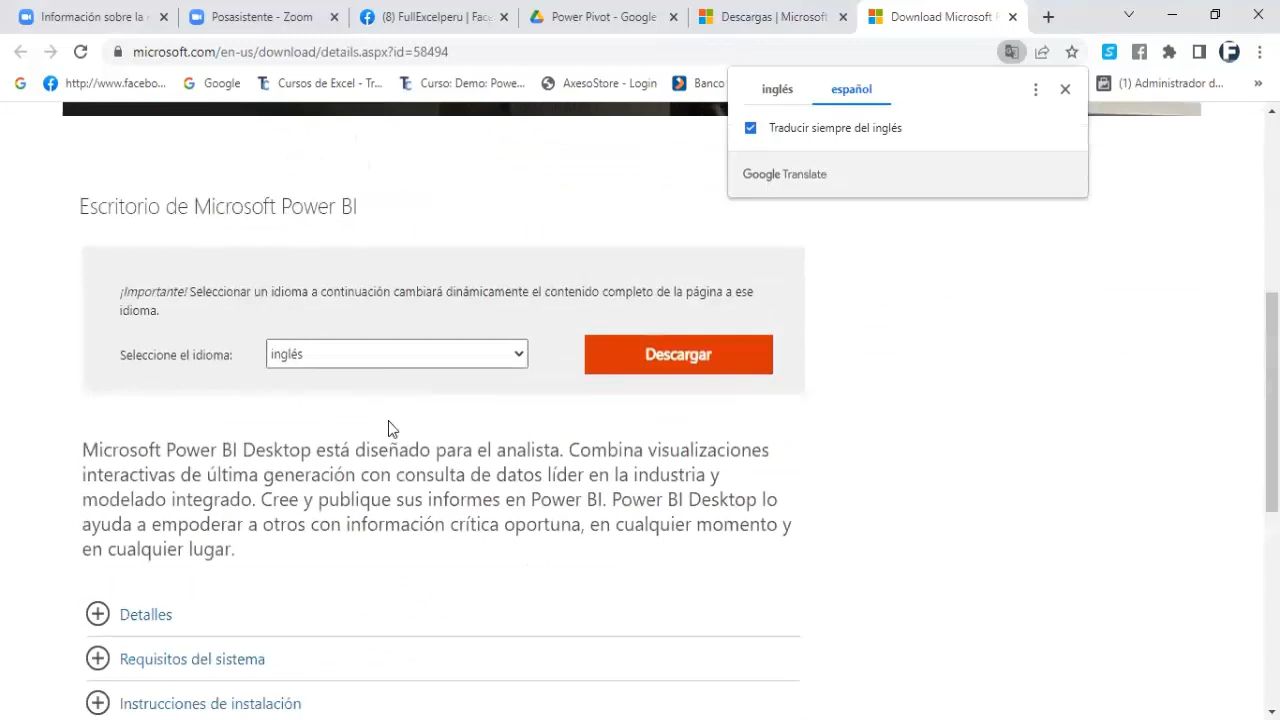 Información sobre la
Posasistente - Zoom
(8) FullExcelperu | Fac
Power Pivot - Google
Descargas | Microsoft
Download Microsoft P
microsoft.com/en-us/download/details.aspx?id=58494
http://www.facebo...
Google
Cursos de Excel - Tr...
Curso: Demo: Powe...
AxesoStore - Login
Banco
(1) Administrador d...
inglés
español
Traducir siempre del inglés
Google Translate
Escritorio de Microsoft Power BI
¡Importante! Seleccionar un idioma a continuación cambiará dinámicamente el contenido completo de la página a ese
idioma.
Seleccione el idioma:
inglés
Descargar
Microsoft Power BI Desktop está diseñado para el analista. Combina visualizaciones
interactivas de última generación con consulta de datos líder en la industria y
modelado integrado. Cree y publique sus informes en Power BI. Power BI Desktop lo
ayuda a empoderar a otros con información crítica oportuna, en cualquier momento y
en cualquier lugar.
Detalles
Requisitos del sistema
Instrucciones de instalación